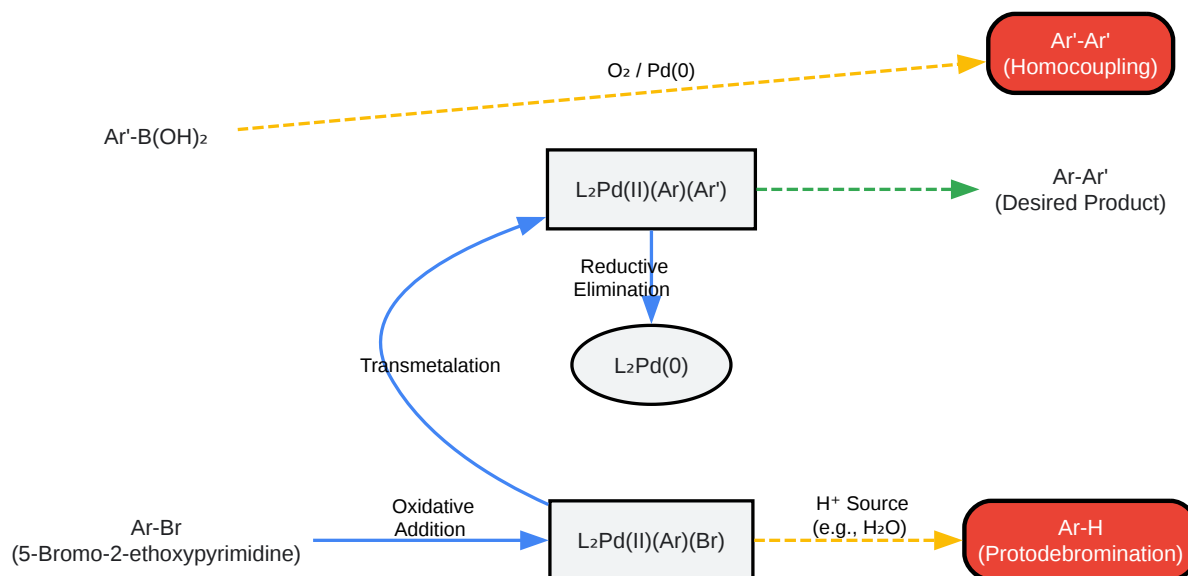 Ar'-Ar'
(Homocoupling)
O₂ / Pd(0)
Ar'-B(OH)₂
L₂Pd(II)(Ar)(Ar')
Ar-Ar'
(Desired Product)
Reductive
Elimination
Transmetalation
L₂Pd(0)
Oxidative
Addition
H⁺ Source
(e.g., H₂O)
Ar-Br
(5-Bromo-2-ethoxypyrimidine)
L₂Pd(II)(Ar)(Br)
Ar-H
(Protodebromination)